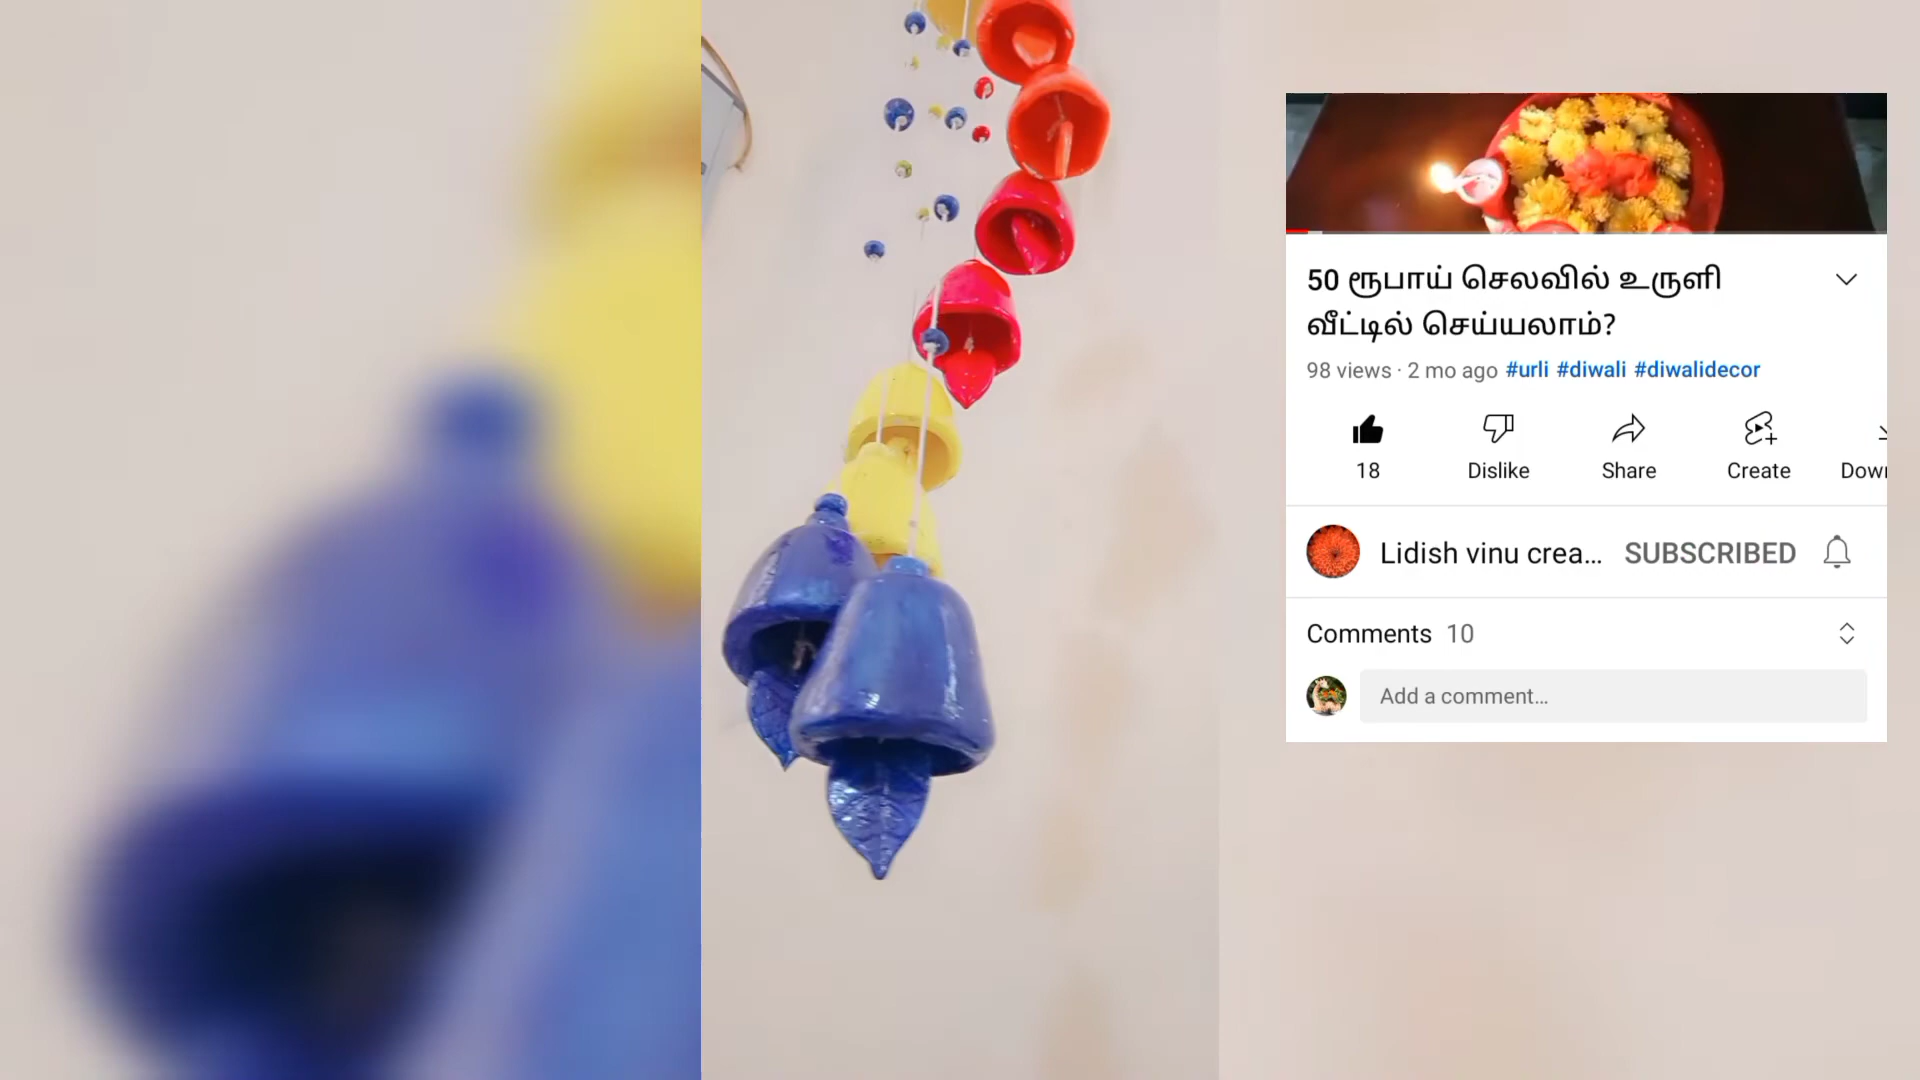 50 ரூபாய் செலவில் உருளி
வீட்டில் செய்யலாம்?
98 views · 2 mo ago #urli #diwali #diwalidecor
18 Dislike Share Create
Lidish vinu crea... SUBSCRIBED
Comments 10
Add a comment...